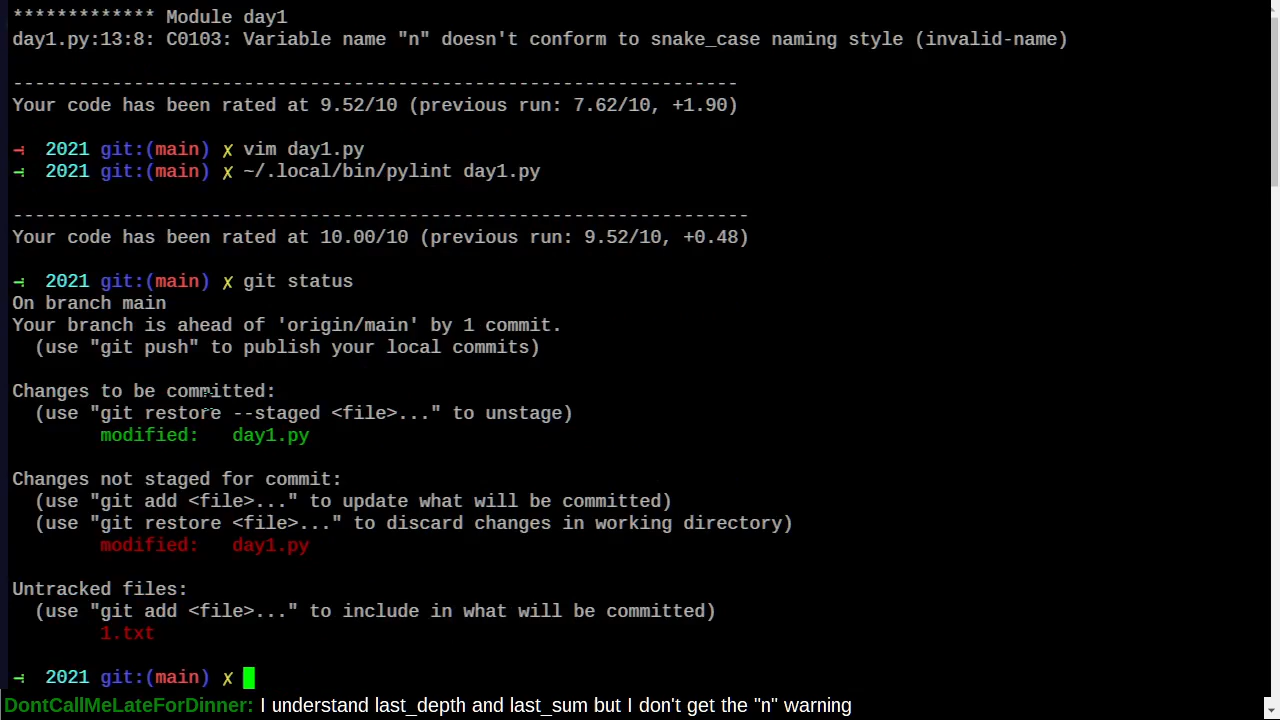 ************* Module day1
day1.py:13:8: C0103: Variable name "n" doesn't conform to snake_case naming style (invalid-name)
------------------------------------------------------------------
Your code has been rated at 9.52/10 (previous run: 7.62/10, +1.90)
→ 2021 git:(main) ✗ vim day1.py
→ 2021 git:(main) ✗ ~/.local/bin/pylint day1.py
-------------------------------------------------------------------
Your code has been rated at 10.00/10 (previous run: 9.52/10, +0.48)
→ 2021 git:(main) ✗ git status
On branch main
Your branch is ahead of 'origin/main' by 1 commit.
  (use "git push" to publish your local commits)
Changes to be committed:
  (use "git restore --staged <file>..." to unstage)
        modified:   day1.py
Changes not staged for commit:
  (use "git add <file>..." to update what will be committed)
  (use "git restore <file>..." to discard changes in working directory)
        modified:   day1.py
Untracked files:
  (use "git add <file>..." to include in what will be committed)
        1.txt
→ 2021 git:(main) ✗
DontCallMeLateForDinner: I understand last_depth and last_sum but I don't get the "n" warning